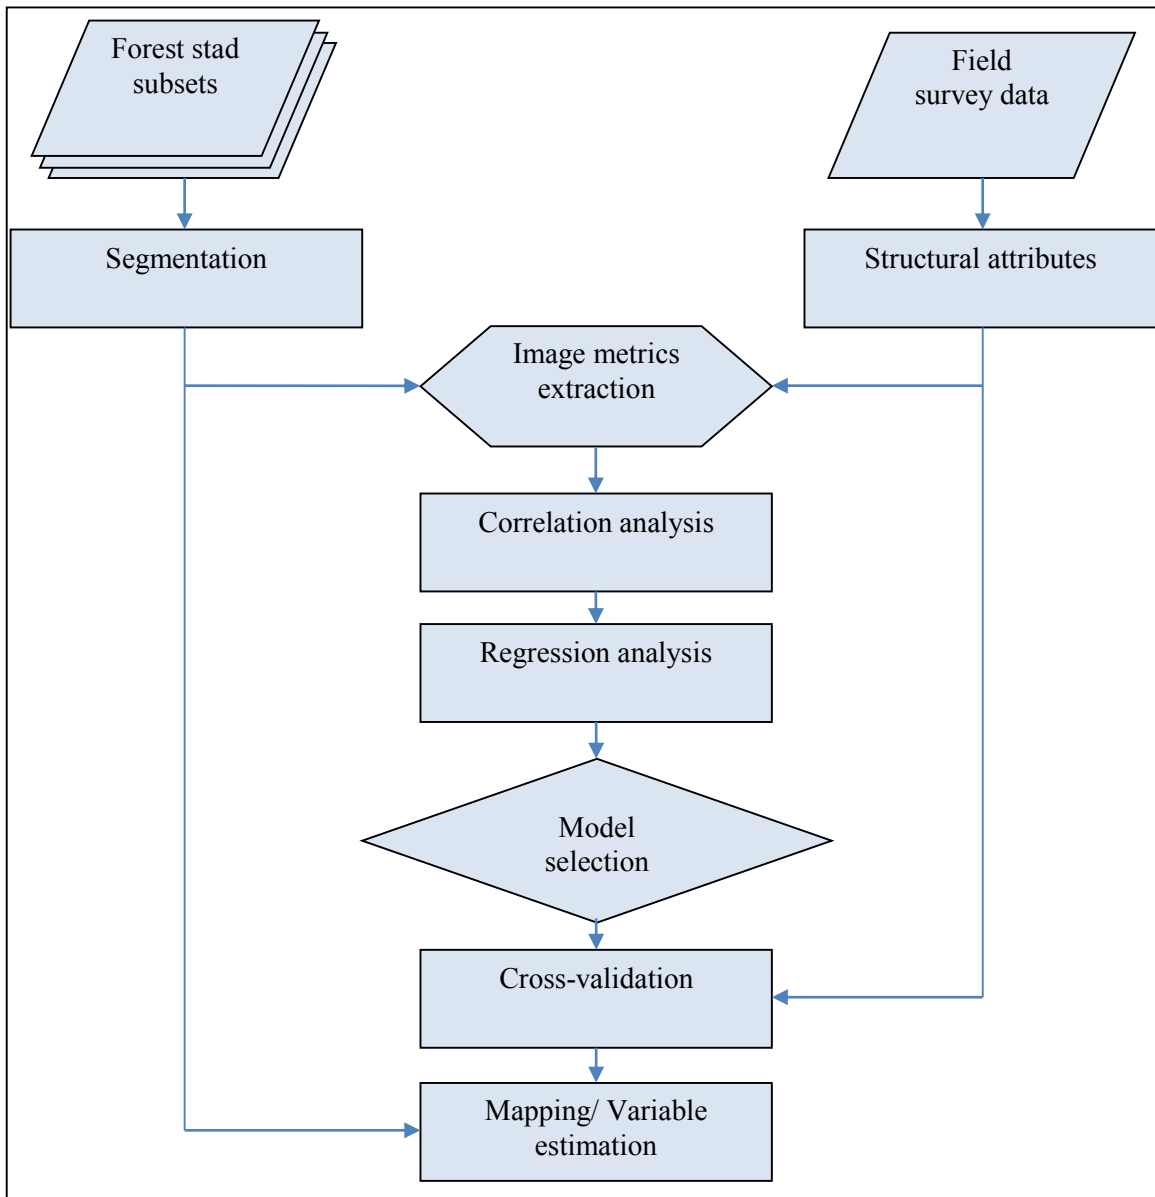 Forest stad
subsets
Field
survey data
Segmentation
Structural attributes
Image metrics
extraction
Correlation analysis
Regression analysis
Model
selection
Cross-validation
Mapping/ Variable
estimation